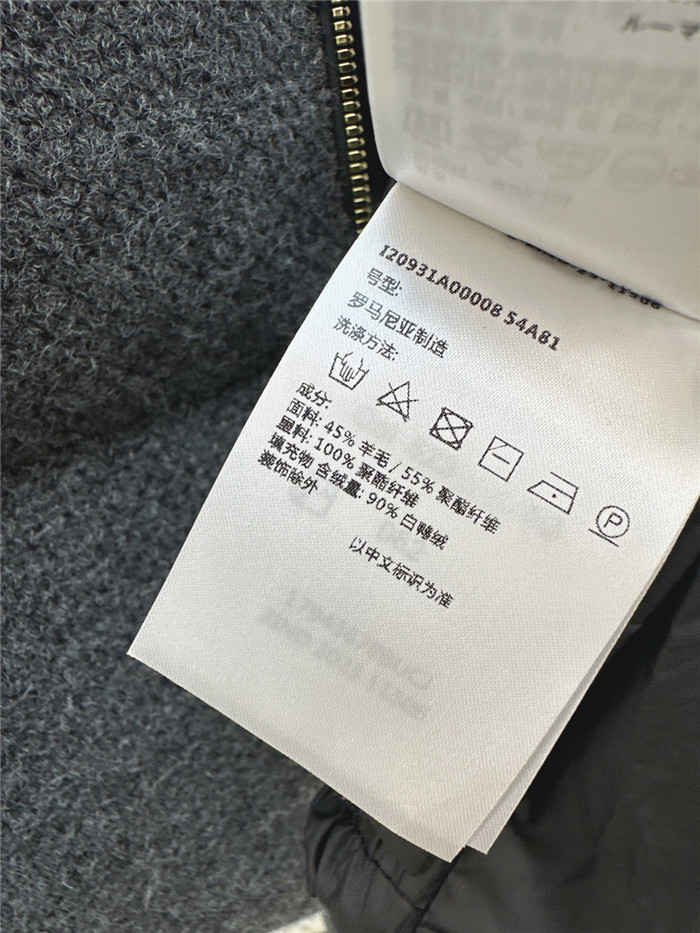 I20931A00008 54A81
号型:
罗马尼亚制造
洗涤方法:
P
成分:
面料: 45% 羊毛 / 55% 聚酯纤维
里料: 100% 聚酯纤维
填充物 含绒量: 90% 白鸭绒
装饰除外
以中文标识为准